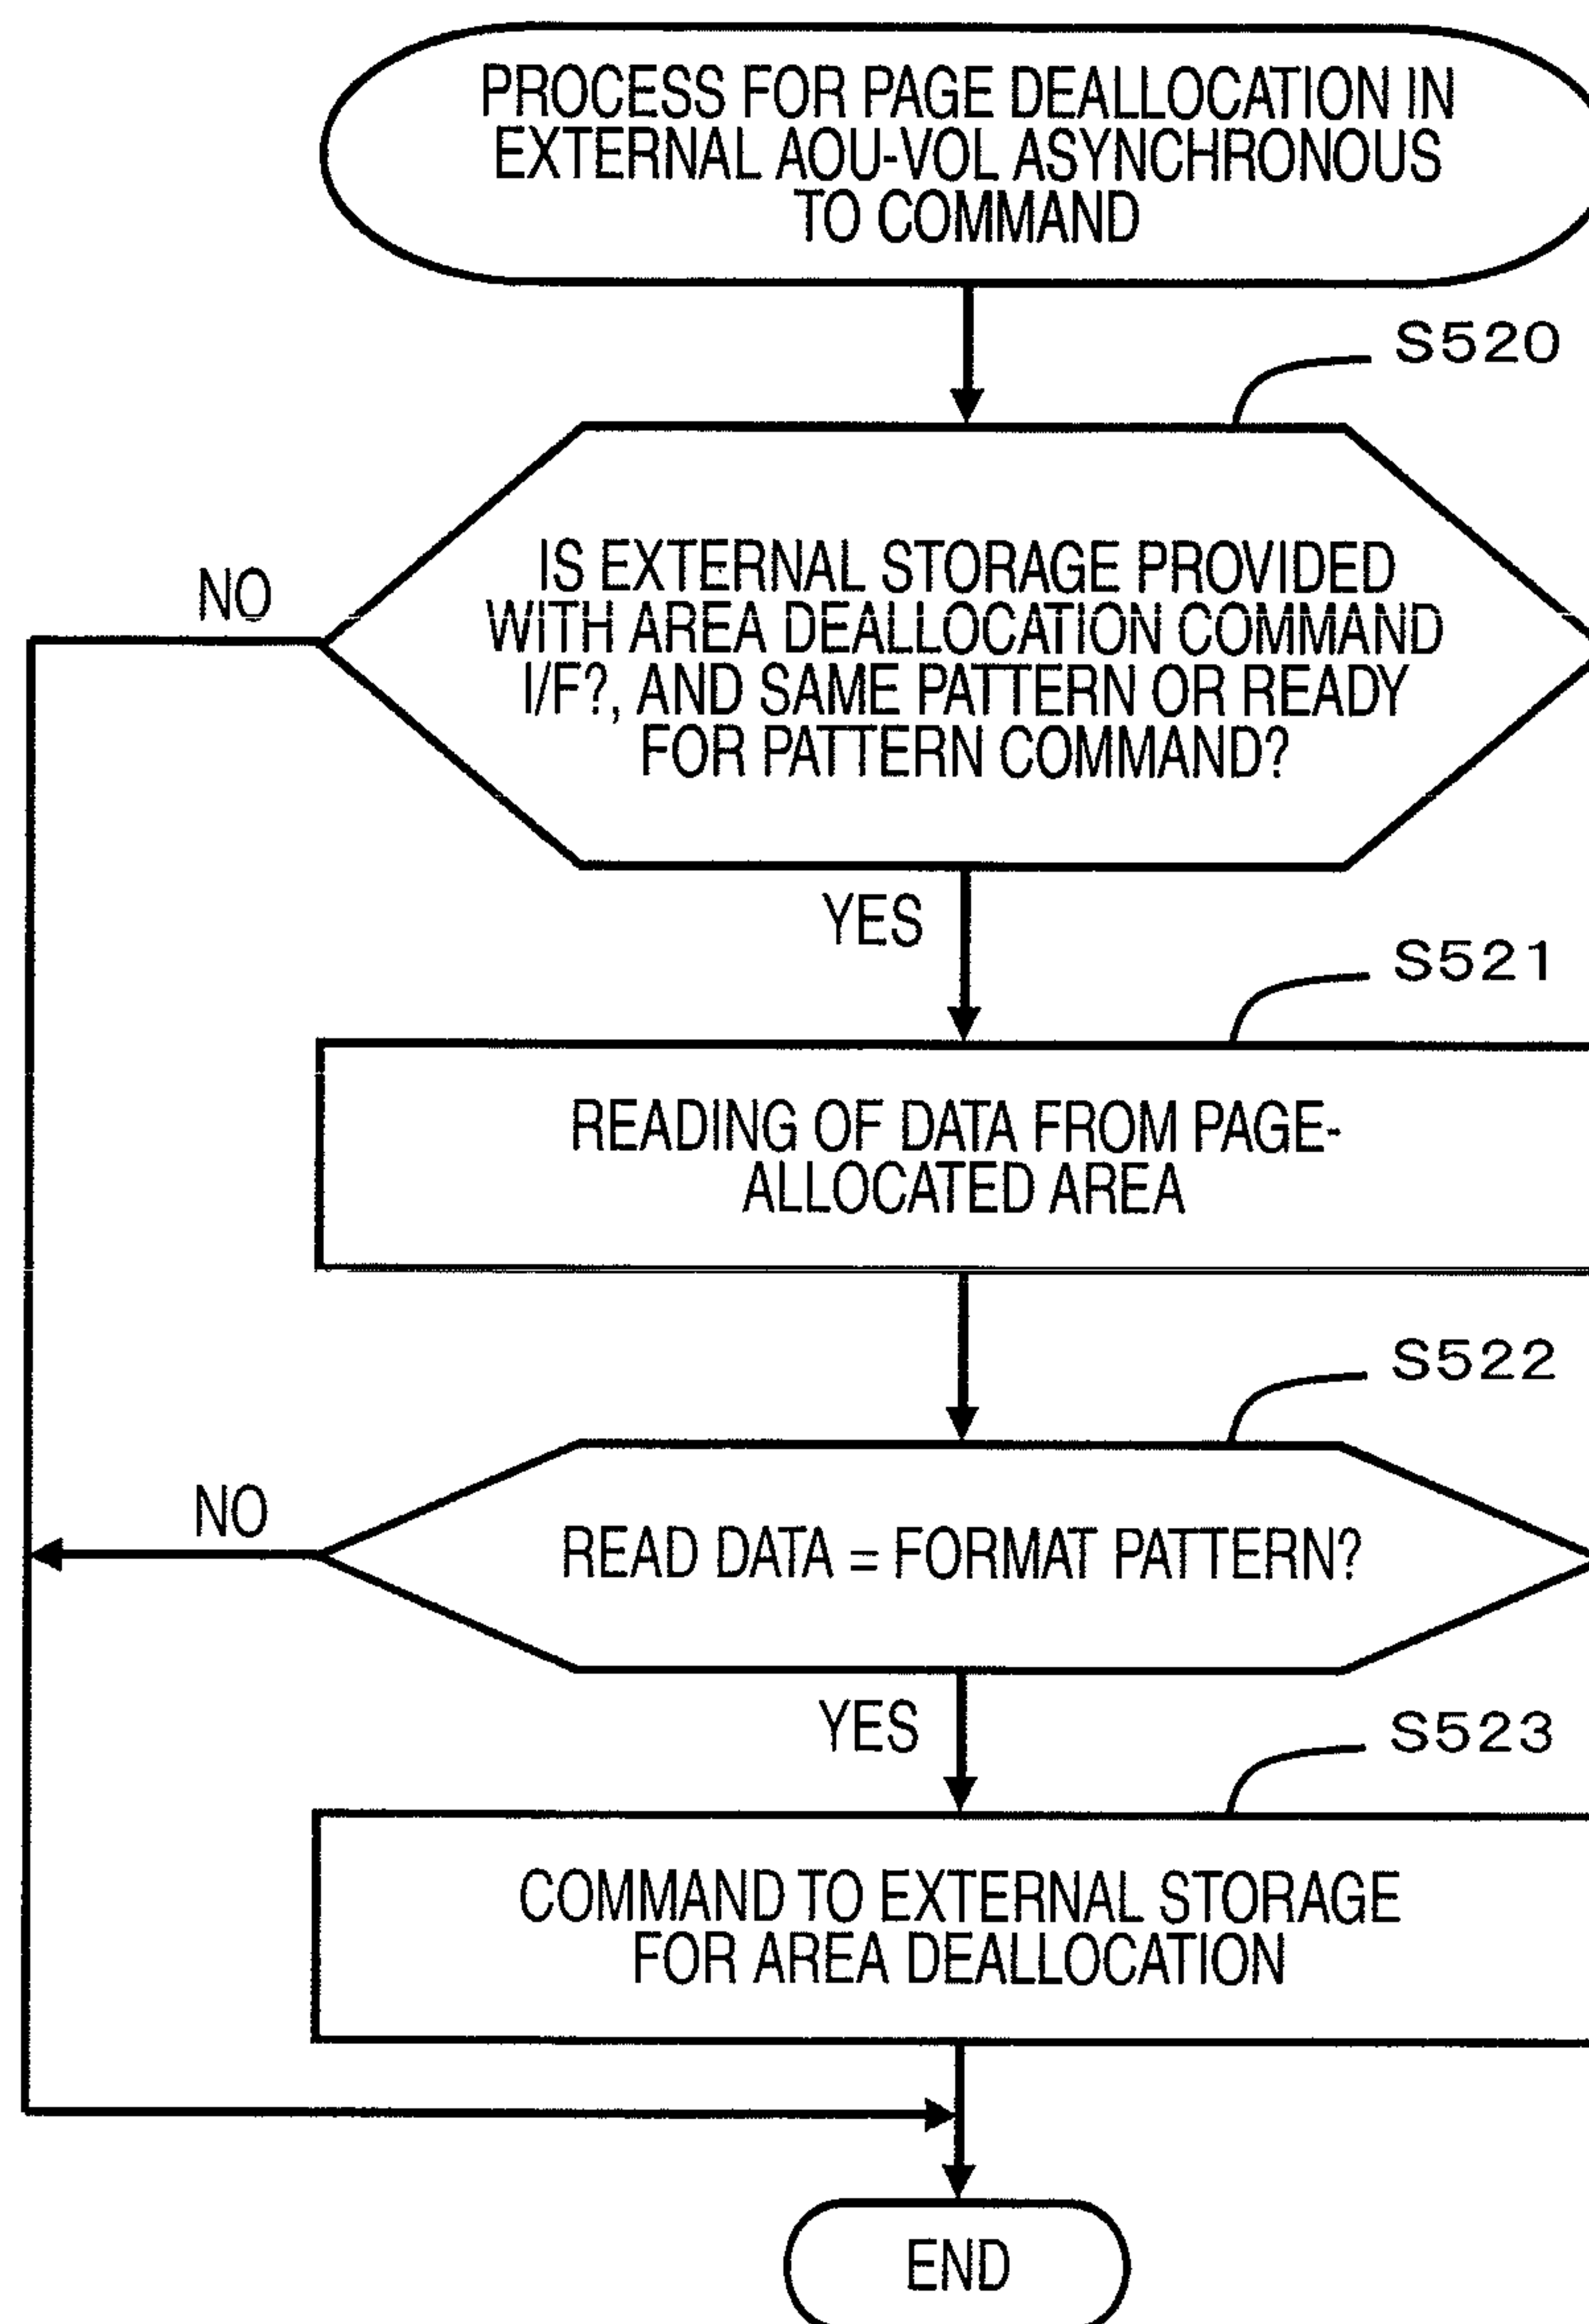 PROCESS FOR PAGE DEALLOCATION IN
EXTERNAL AOU-VOL ASYNCHRONOUS
TO COMMAND
S520
IS EXTERNAL STORAGE PROVIDED
WITH AREA DEALLOCATION COMMAND
I/F?, AND SAME PATTERN OR READY
FOR PATTERN COMMAND?
NO
YES
S521
READING OF DATA FROM PAGE-
ALLOCATED AREA
S522
NO
READ DATA = FORMAT PATTERN?
YES
S523
COMMAND TO EXTERNAL STORAGE
FOR AREA DEALLOCATION
END